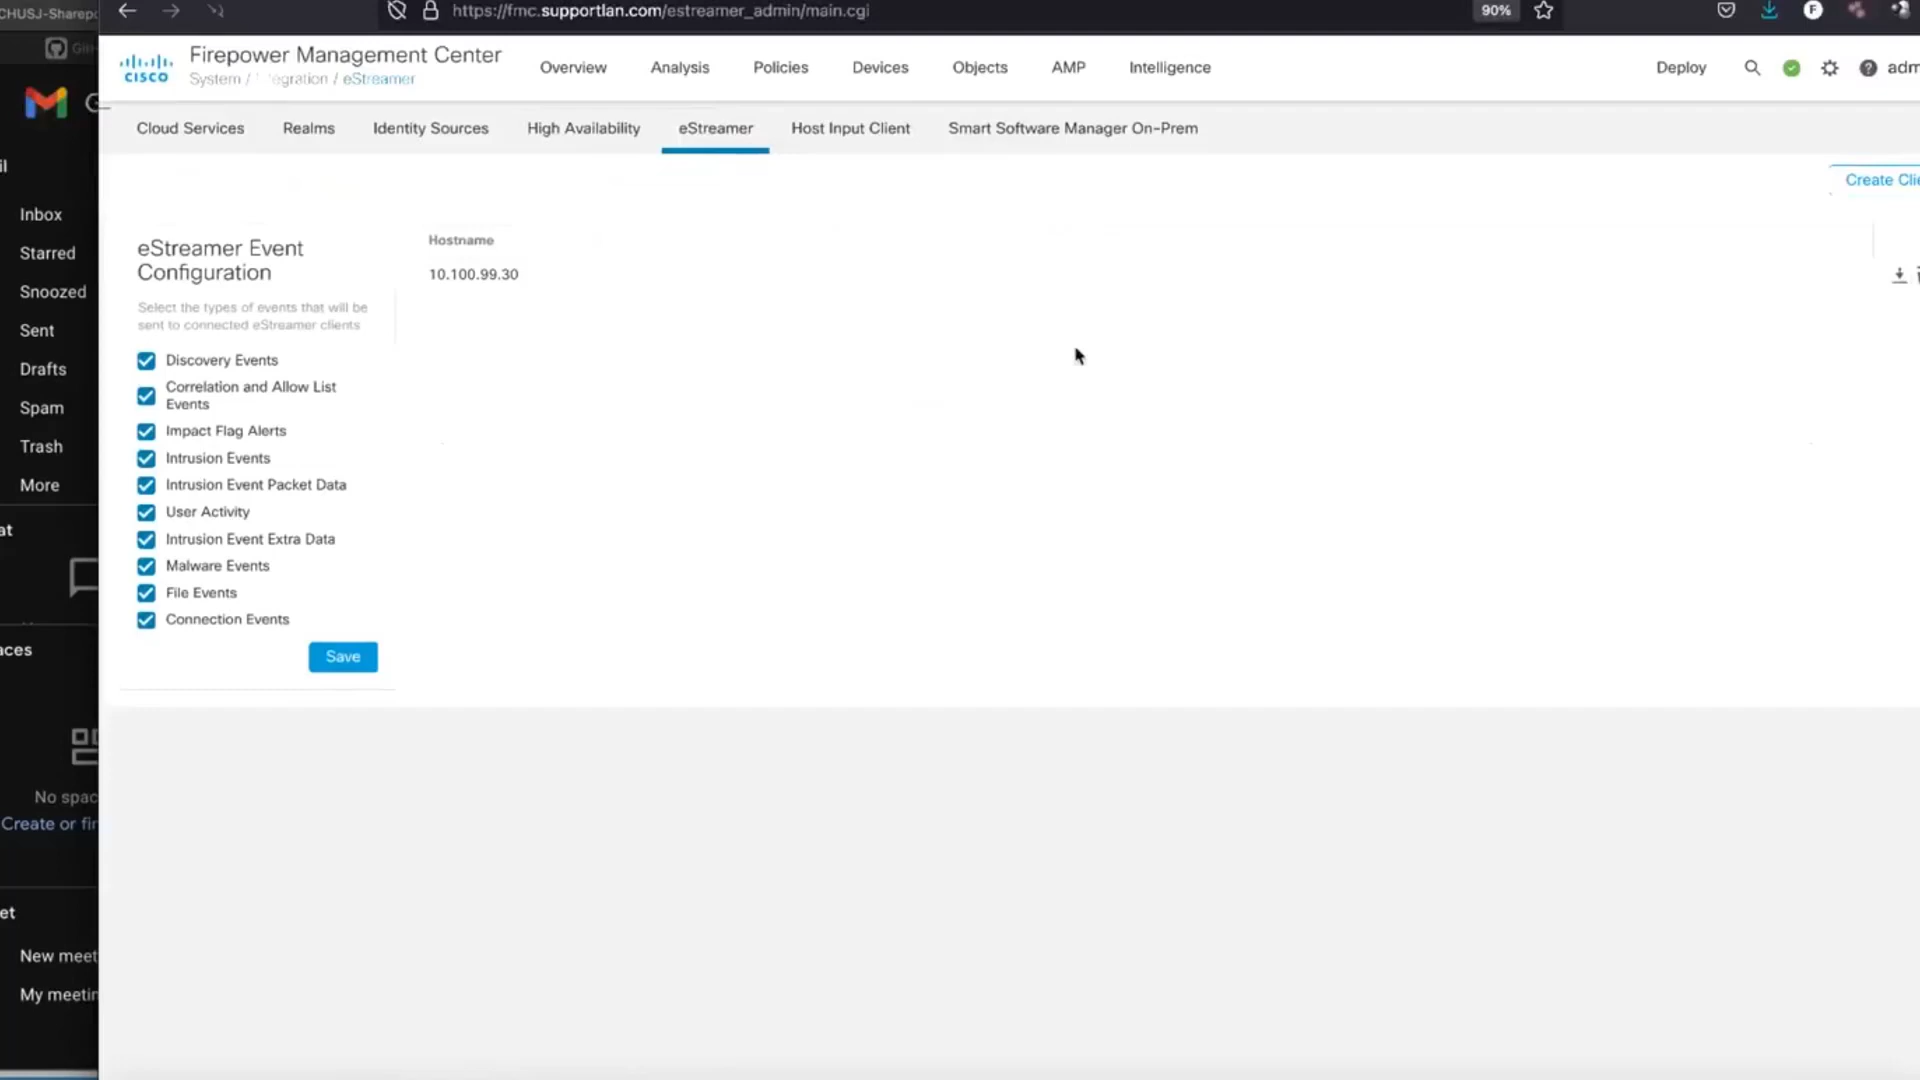 CHUSJ-Sharep
https://fmc.supportlan.com/estreamer_admin/main.cgi
90%
F
CISCO
Firepower Management Center
System / egration / eStreamer
Overview
Analysis
Policies
Devices
Objects
AMP
Intelligence
Deploy
adm
Cloud Services
Realms
Identity Sources
High Availability
eStreamer
Host Input Client
Smart Software Manager On-Prem
Create Clie
Inbox
Starred
Snoozed
Sent
Drafts
Spam
Trash
More
at
aces
No spac
Create or fin
et
New meet
My meetin
eStreamer Event
Configuration
Select the types of events that will be
sent to connected eStreamer clients
Discovery Events
Correlation and Allow List
Events
Impact Flag Alerts
Intrusion Events
Intrusion Event Packet Data
User Activity
Intrusion Event Extra Data
Malware Events
File Events
Connection Events
Save
Hostname
10.100.99.30